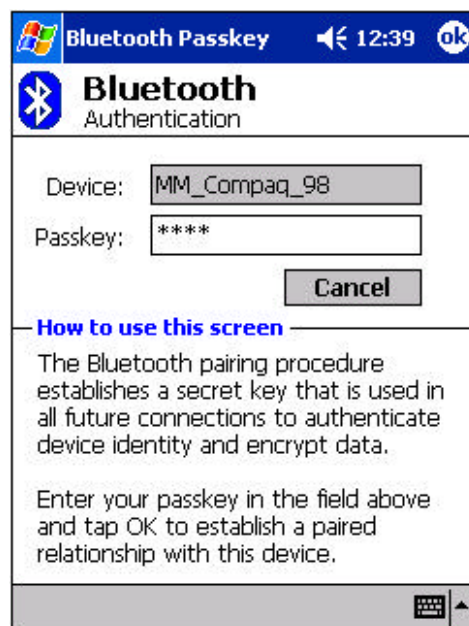 Bluetooth Passkey 12:39 ok
Bluetooth
Authentication
Device: MM_Compaq_98
Passkey: ****
Cancel
How to use this screen
The Bluetooth pairing procedure
establishes a secret key that is used in
all future connections to authenticate
device identity and encrypt data.
Enter your passkey in the field above
and tap OK to establish a paired
relationship with this device.